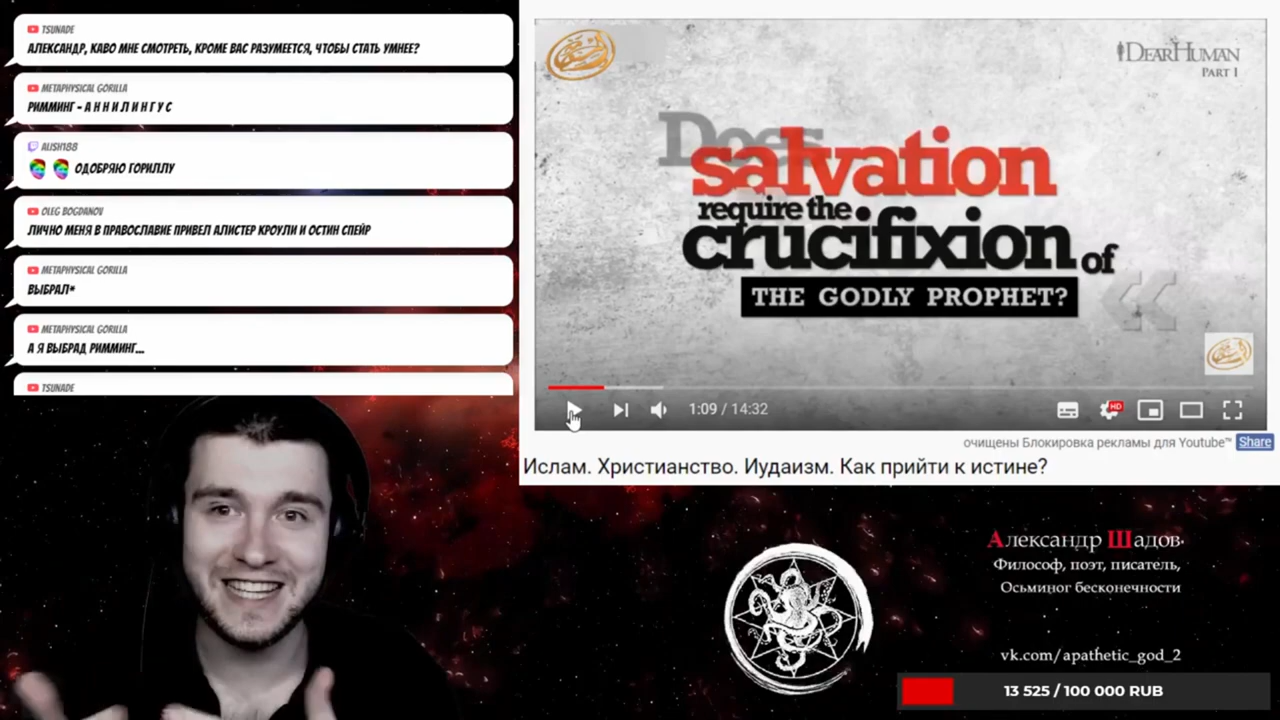 TSUNADE
АЛЕКСАНДР, КАВО МНЕ СМОТРЕТЬ, КРОМЕ ВАС РАЗУМЕЕТСЯ, ЧТОБЫ СТАТЬ УМНЕЕ?
METAPHYSICAL GORILLA
РИММИНГ - А Н Н И Л И Н Г У С
ALISH188
ОДОБРЯЮ ГОРИЛЛУ
OLEG BOGDANOV
ЛИЧНО МЕНЯ В ПРАВОСЛАВИЕ ПРИВЕЛ АЛИСТЕР КРОУЛИ И ОСТИН СПЕЙР
METAPHYSICAL GORILLA
ВЫБРАЛ*
METAPHYSICAL GORILLA
А Я ВЫБРАД РИММИНГ...
TSUNADE
DEARHUMAN
PART I
Does
salvation
require the
crucifixion of
THE GODLY PROPHET?
1:09 / 14:32
HD
очищены Блокировка рекламы для Youtube™ Share
Ислам. Христианство. Иудаизм. Как прийти к истине?
Александр Шадов.
Философ, поэт, писатель,
Осьминог бесконечности
vk.com/apathetic_god_2
13 525 / 100 000 RUB